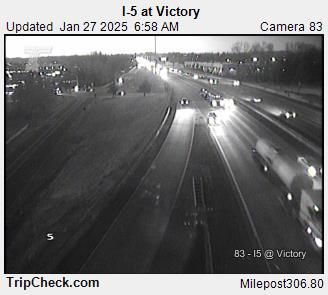 I-5 at Victory
Updated Jan 27 2025 6:58 AM Camera 83
S
83 - I5 @ Victory
TripCheck.com Milepost306.80